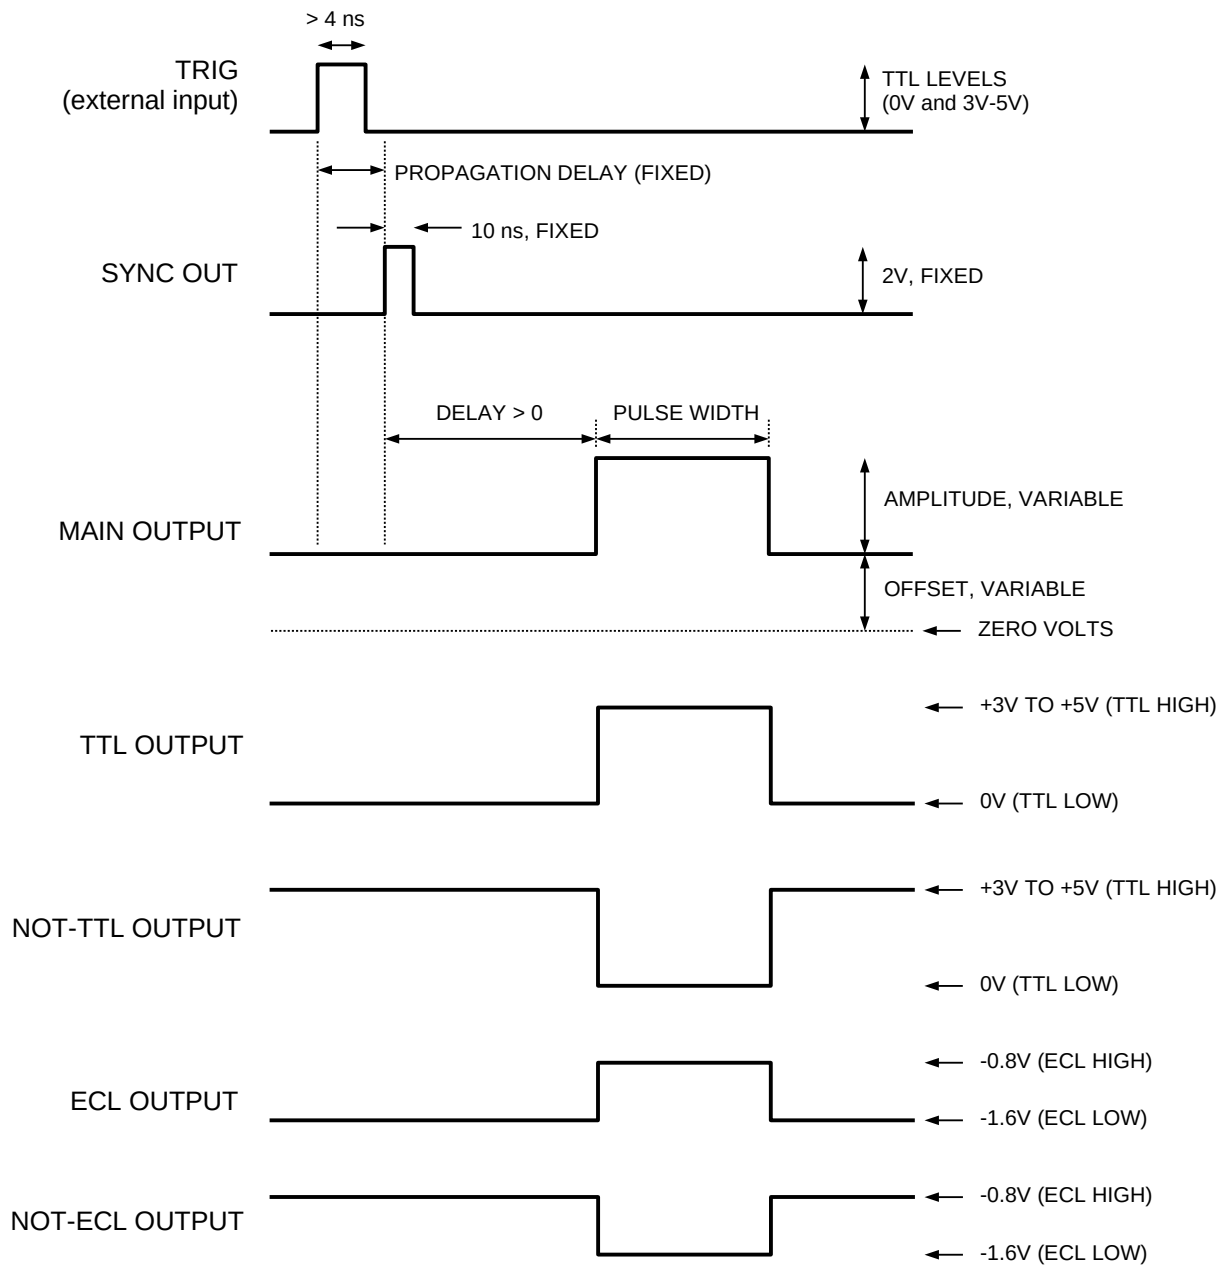 > 4 ns
TRIG
(external input)
TTL LEVELS
(0V and 3V-5V)
PROPAGATION DELAY (FIXED)
10 ns, FIXED
SYNC OUT
2V, FIXED
DELAY > 0
PULSE WIDTH
AMPLITUDE, VARIABLE
MAIN OUTPUT
OFFSET, VARIABLE
ZERO VOLTS
+3V TO +5V (TTL HIGH)
TTL OUTPUT
0V (TTL LOW)
+3V TO +5V (TTL HIGH)
NOT-TTL OUTPUT
0V (TTL LOW)
-0.8V (ECL HIGH)
ECL OUTPUT
-1.6V (ECL LOW)
-0.8V (ECL HIGH)
NOT-ECL OUTPUT
-1.6V (ECL LOW)